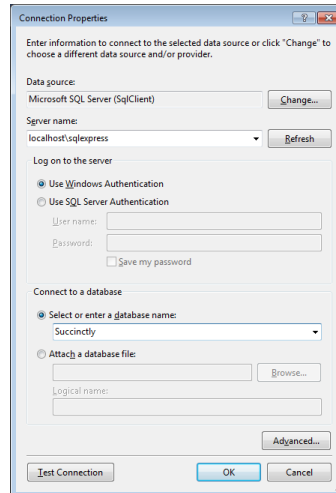 Connection Properties
Enter information to connect to the selected data source or click "Change" to
choose a different data source and/or provider.
Data source:
Microsoft SQL Server (SqlClient)
Change...
Server name:
localhost\sqlexpress
Refresh
Log on to the server
Use Windows Authentication
Use SQL Server Authentication
User name:
Password:
Save my password
Connect to a database
Select or enter a database name:
Succinctly
Attach a database file:
Browse...
Logical name:
Advanced...
Test Connection
OK
Cancel